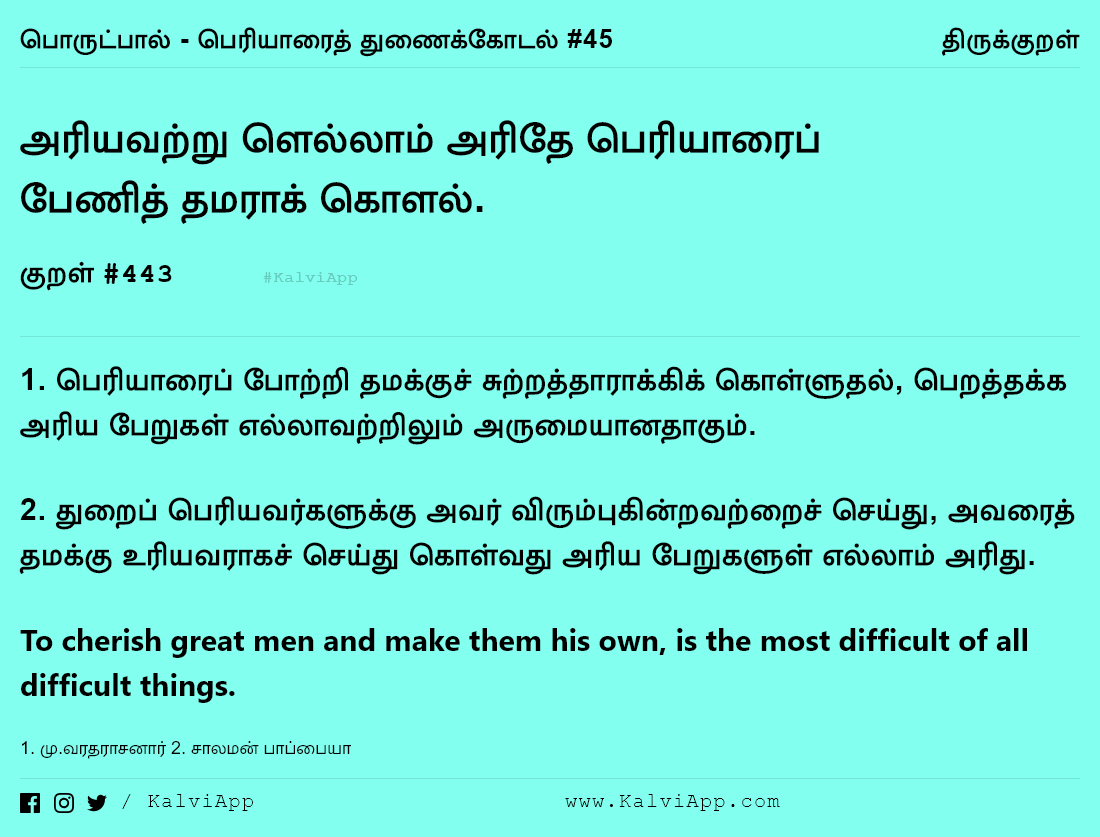 பொருட்பால் - பெரியாரைத் துணைக்கோடல் #45 திருக்குறள்
அரியவற்று ளெல்லாம் அரிதே பெரியாரைப்
பேணித் தமராக் கொளல்.
குறள் #443 #KalviApp
1. பெரியாரைப் போற்றி தமக்குச் சுற்றத்தாராக்கிக் கொள்ளுதல், பெறத்தக்க
அரிய பேறுகள் எல்லாவற்றிலும் அருமையானதாகும்.
2. துறைப் பெரியவர்களுக்கு அவர் விரும்புகின்றவற்றைச் செய்து, அவரைத்
தமக்கு உரியவராகச் செய்து கொள்வது அரிய பேறுகளுள் எல்லாம் அரிது.
To cherish great men and make them his own, is the most difficult of all
difficult things.
1. மு.வரதராசனார் 2. சாலமன் பாப்பையா
/ KalviApp www.KalviApp.com